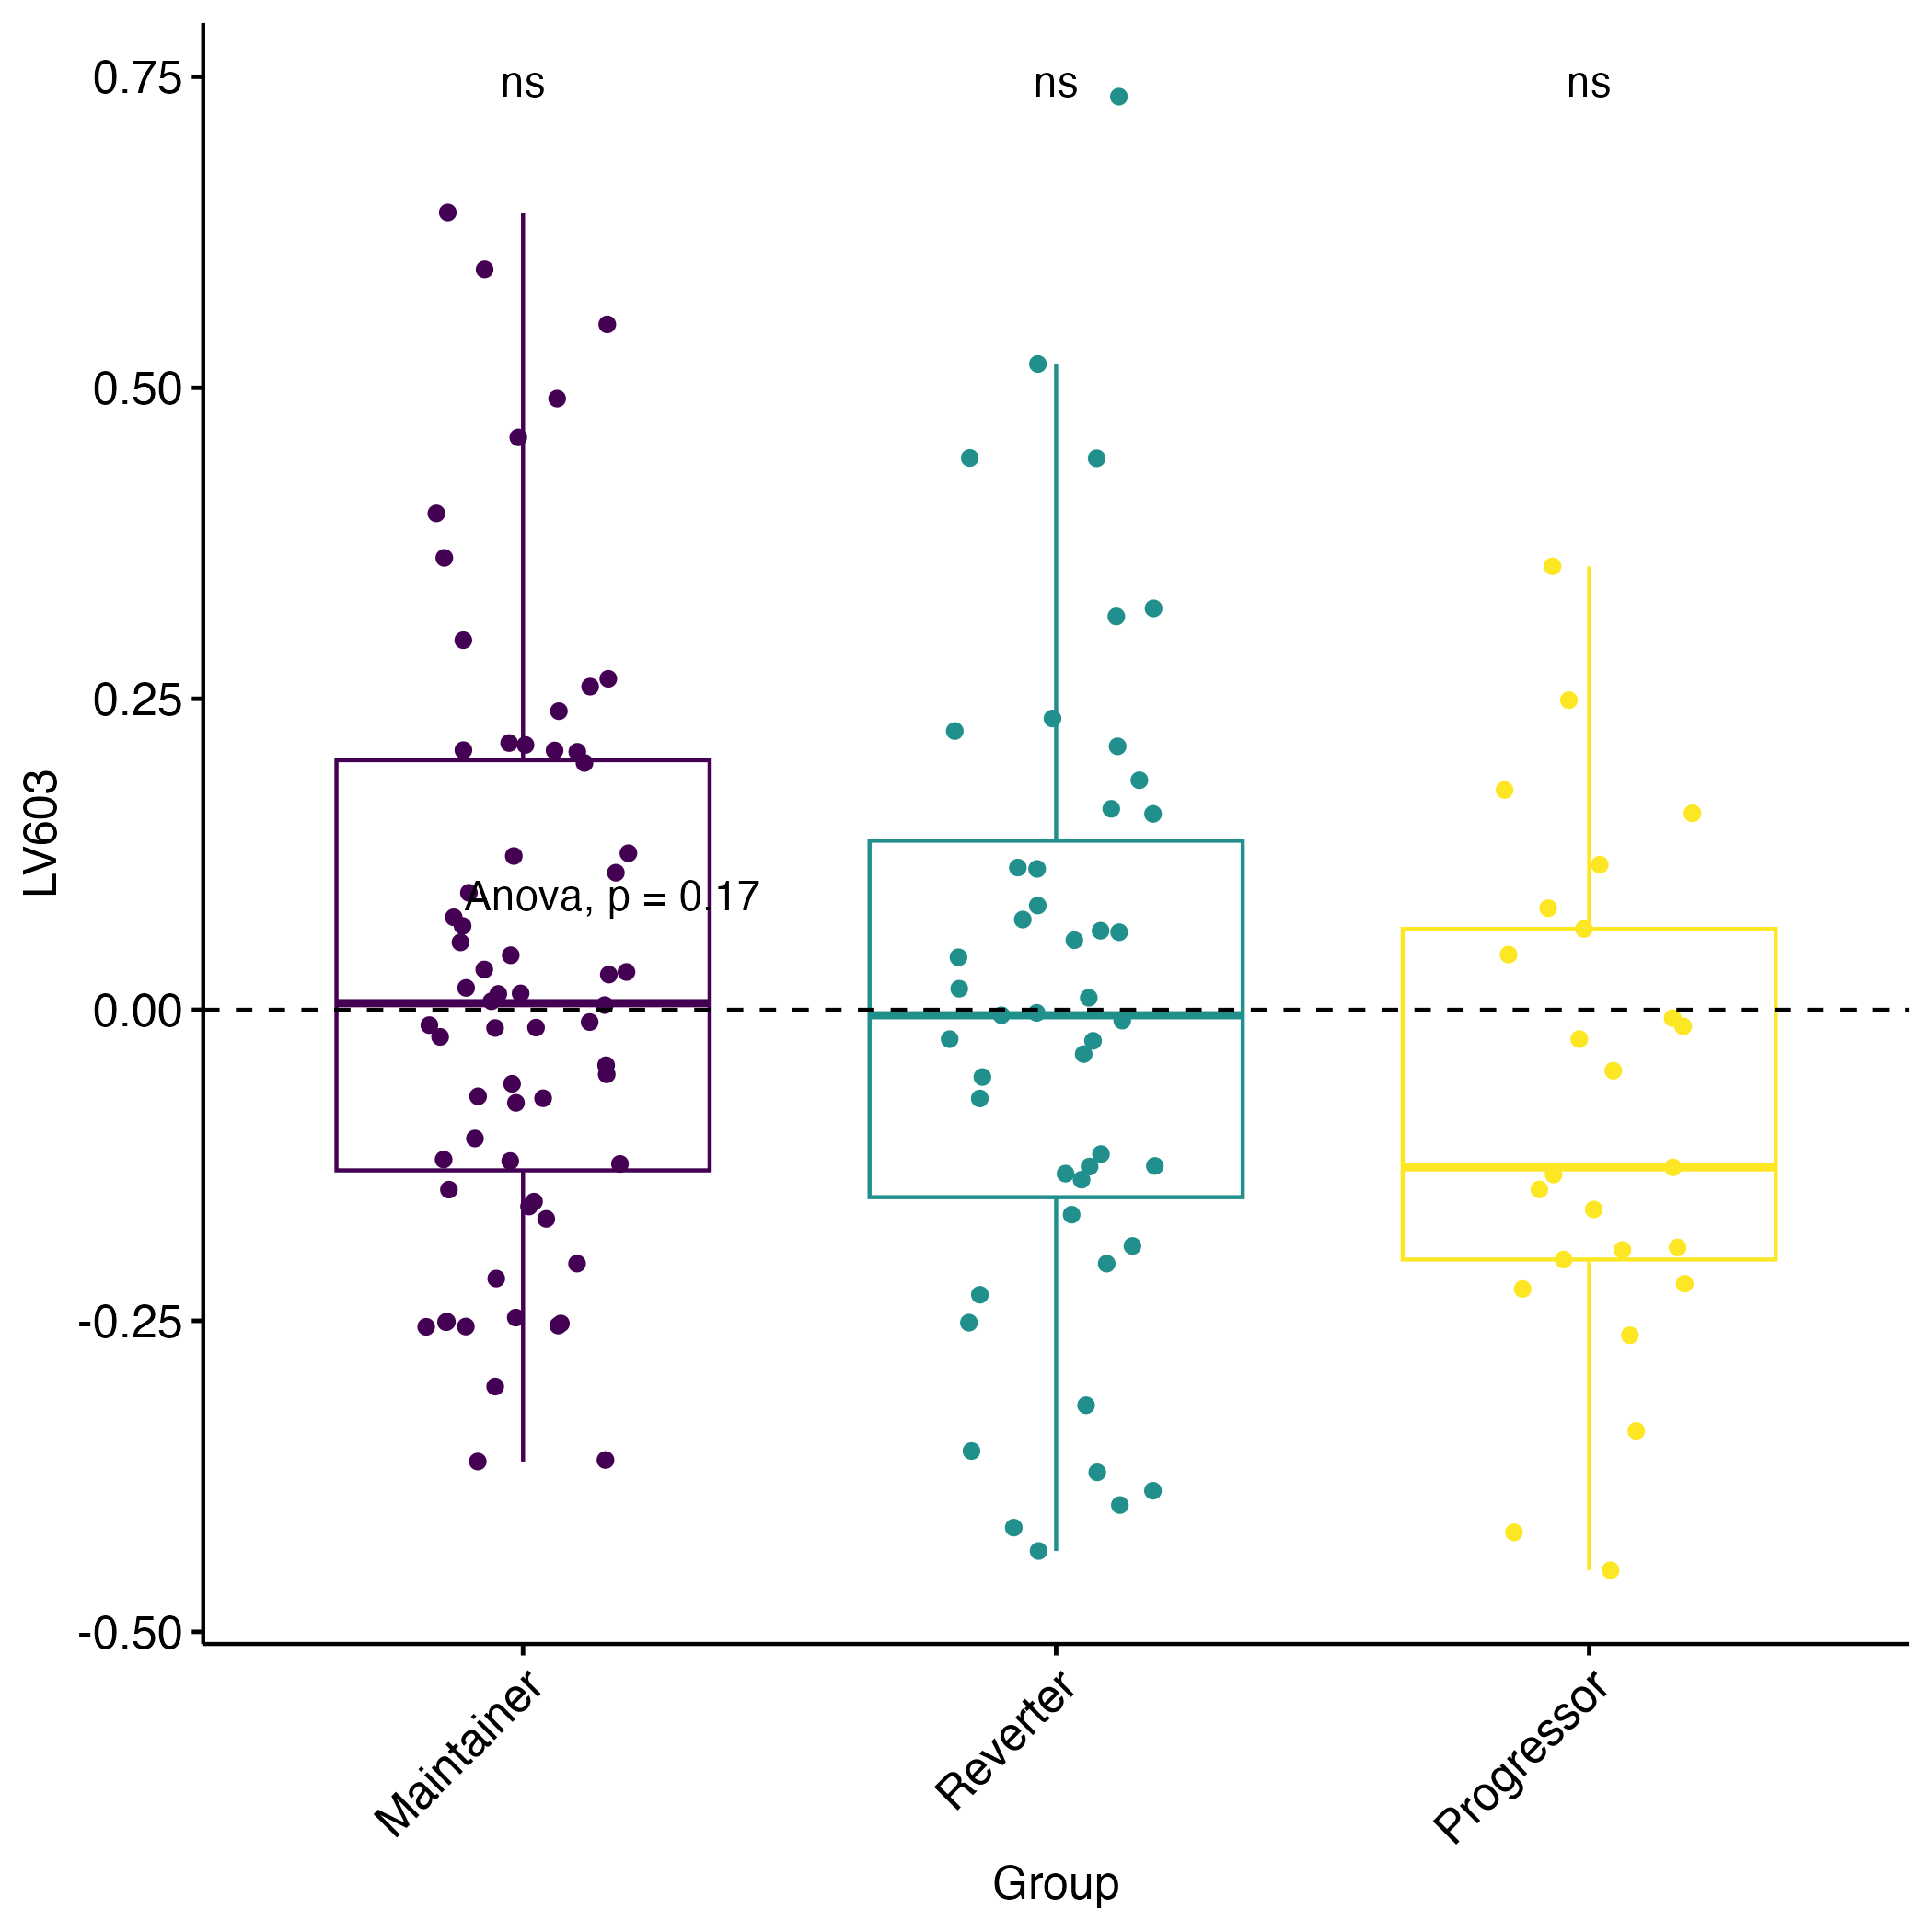 ns ns ns
0.75
0.50
0.25
0.00
-0.25
-0.50
LV603
Anova, p = 0.17
Maintainer
Reverter
Progressor
Group